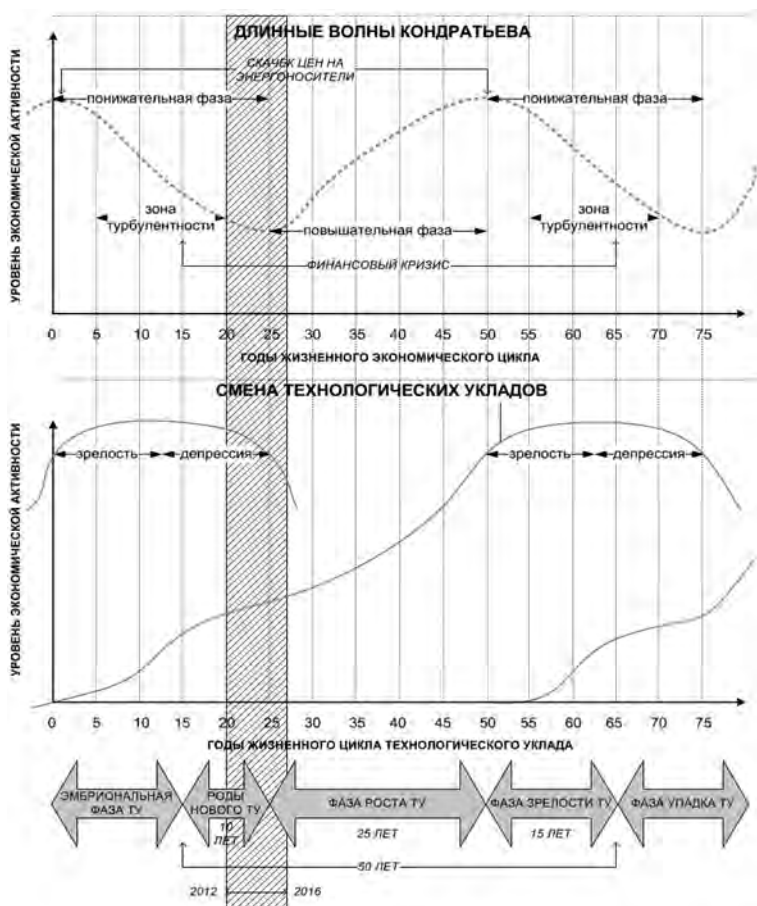 ДЛИННЫЕ ВОЛНЫ КОНДРАТЬЕВА
УРОВЕНЬ ЭКОНОМИЧЕСКОЙ АКТИВНОСТИ
СКАЧЕК ЦЕН НА
ЭНЕРГОНОСИТЕЛИ
понижательная фаза
понижательная фаза
зона
турбулентности
повышательная фаза
зона
турбулентности
ФИНАНСОВЫЙ КРИЗИС
0 5 10 15 20 25 30 35 40 45 50 55 60 65 70 75
ГОДЫ ЖИЗНЕННОГО ЭКОНОМИЧЕСКОГО ЦИКЛА
СМЕНА ТЕХНОЛОГИЧЕСКИХ УКЛАДОВ
УРОВЕНЬ ЭКОНОМИЧЕСКОЙ АКТИВНОСТИ
зрелость депрессия зрелость депрессия
0 5 10 15 20 25 30 35 40 45 50 55 60 65 70 75
ГОДЫ ЖИЗНЕННОГО ЦИКЛА ТЕХНОЛОГИЧЕСКОГО УКЛАДА
ЭМБРИОНАЛЬНАЯ
ФАЗА ТУ
РОДЫ
НОВОГО ТУ
10
ЛЕТ
ФАЗА РОСТА ТУ
25 ЛЕТ
ФАЗА ЗРЕЛОСТИ ТУ
15 ЛЕТ
ФАЗА УПАДКА ТУ
50 ЛЕТ
2012 2016